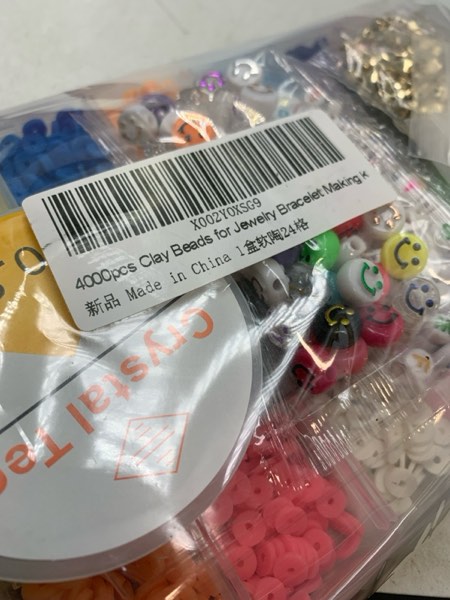 X002Y0XSG9
4000pcs Clay Beads for Jewelry Bracelet Making K
新品 Made in China 1盒软陶24格
Crystal Te